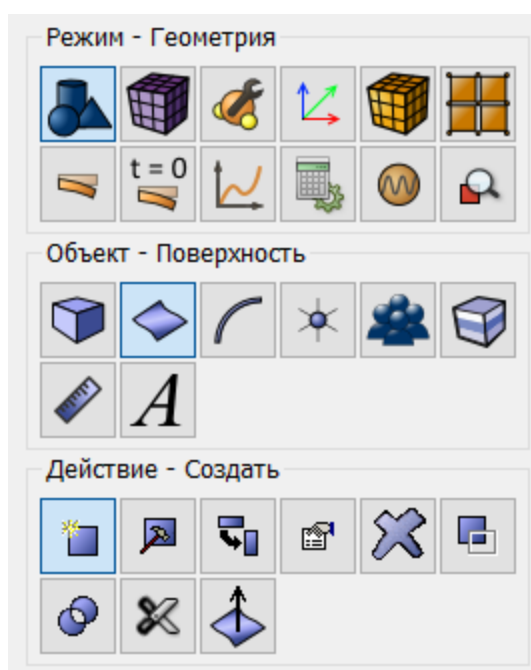 Режим - Геометрия
t = 0
Объект - Поверхность
A
Действие - Создать